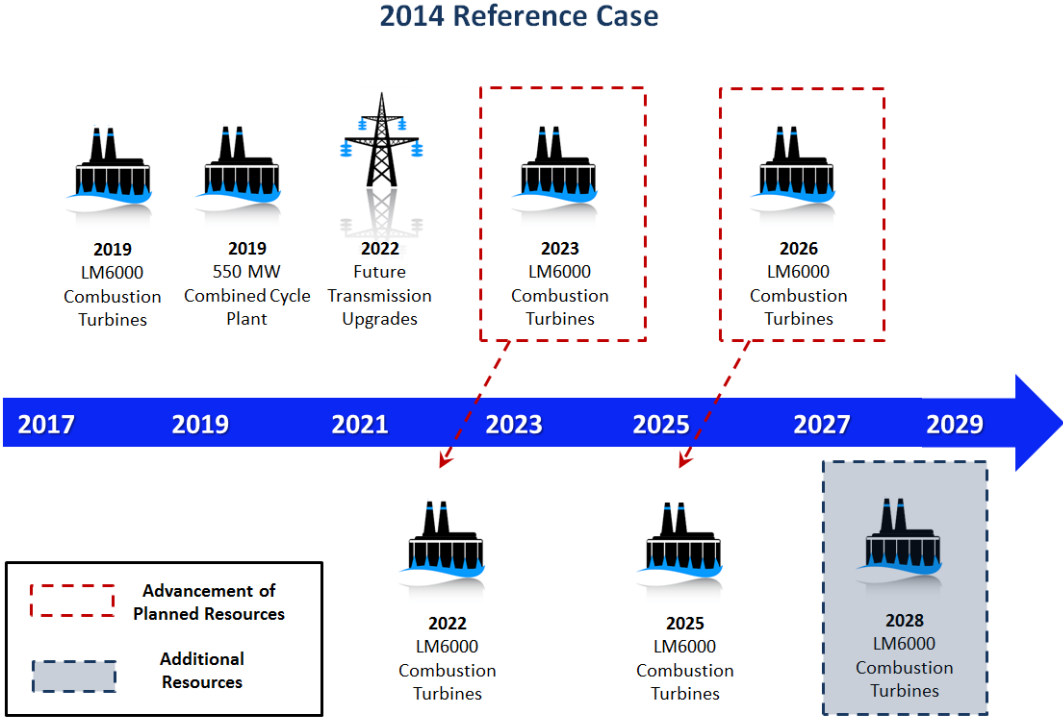 2014 Reference Case
2019
LM6000
Combustion
Turbines
2019
550 MW
Combined Cycle
Plant
2022
Future
Transmission
Upgrades
2023
LM6000
Combustion
Turbines
2026
LM6000
Combustion
Turbines
2017 2019 2021 2023 2025 2027 2029
2022
LM6000
Combustion
Turbines
2025
LM6000
Combustion
Turbines
2028
LM6000
Combustion
Turbines
Advancement of
Planned Resources
Additional
Resources